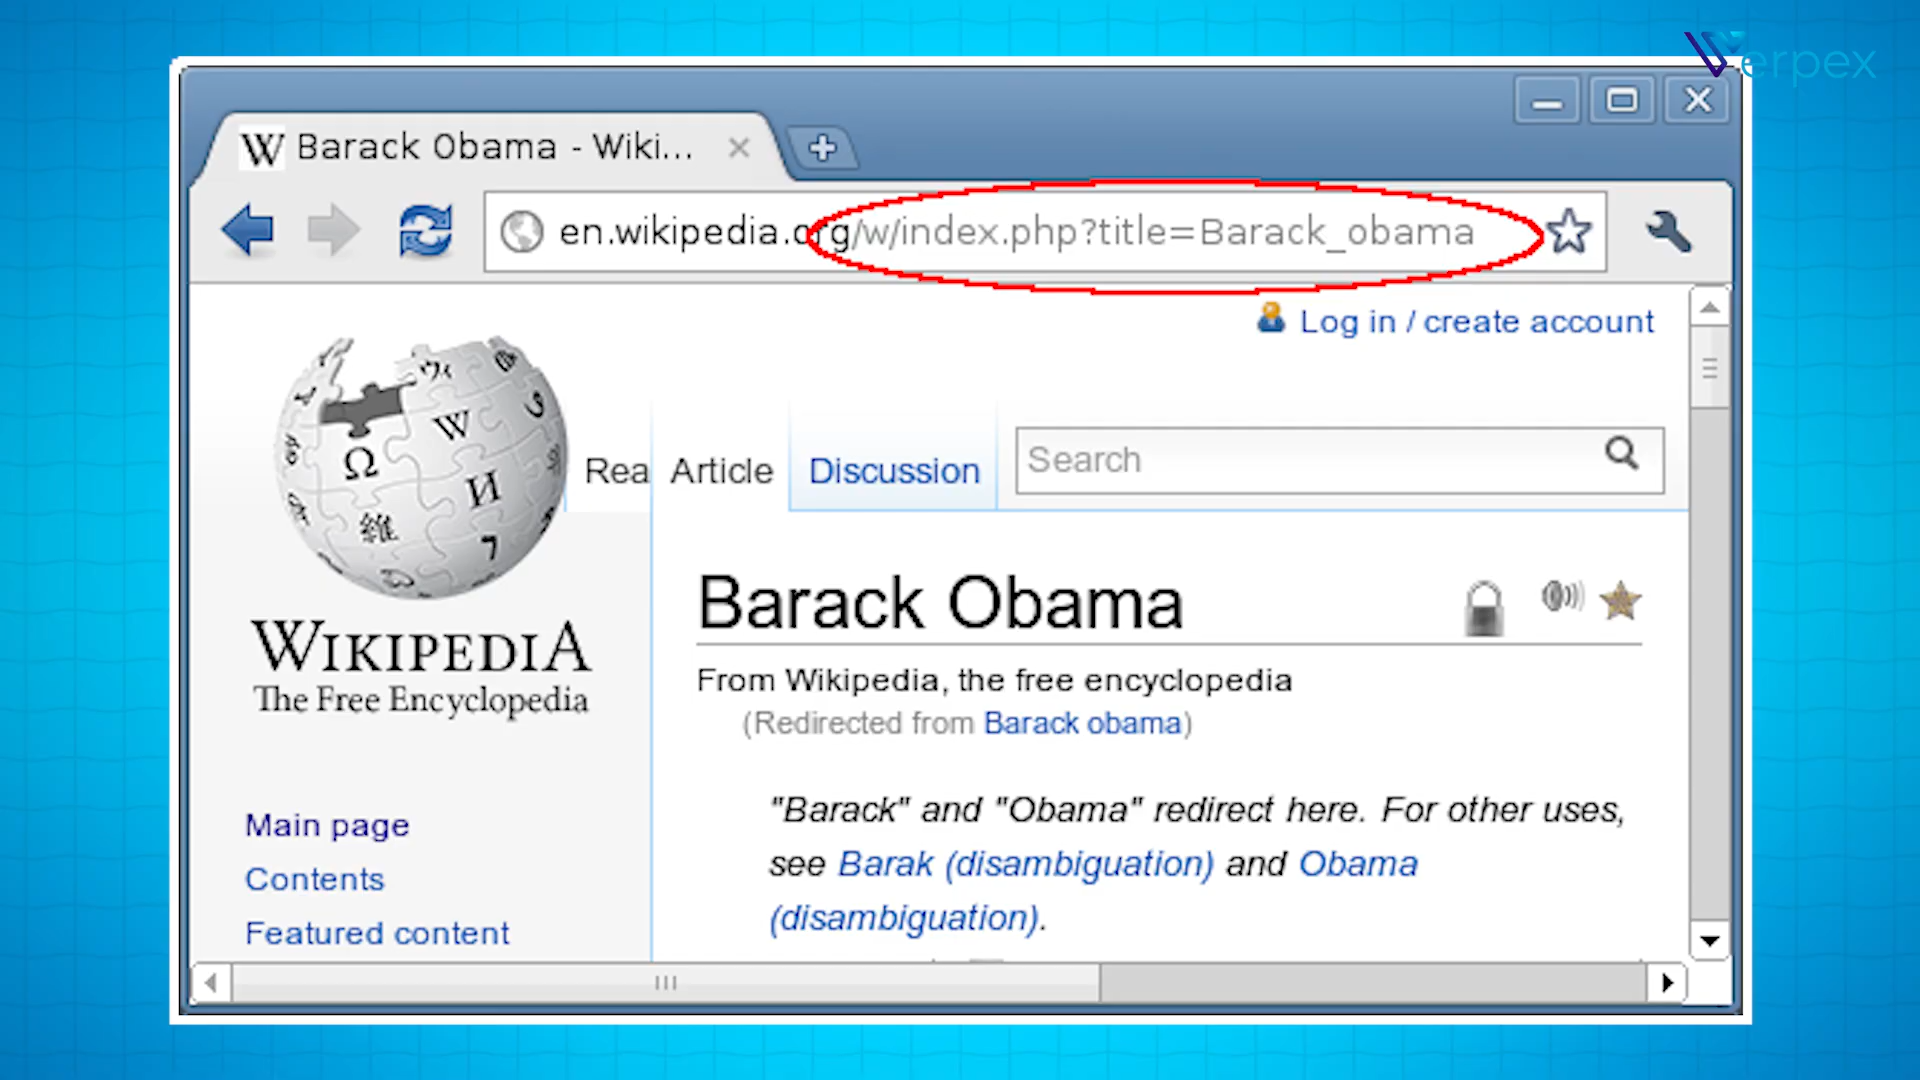 Werpex
W Barack Obama - Wiki...
en.wikipedia.org/w/index.php?title=Barack_obama
Log in / create account
Rea
Article
Discussion
Search
WIKIPEDIA
The Free Encyclopedia
Barack Obama
From Wikipedia, the free encyclopedia
(Redirected from Barack obama)
"Barack" and "Obama" redirect here. For other uses,
see Barak (disambiguation) and Obama
(disambiguation).
Main page
Contents
Featured content